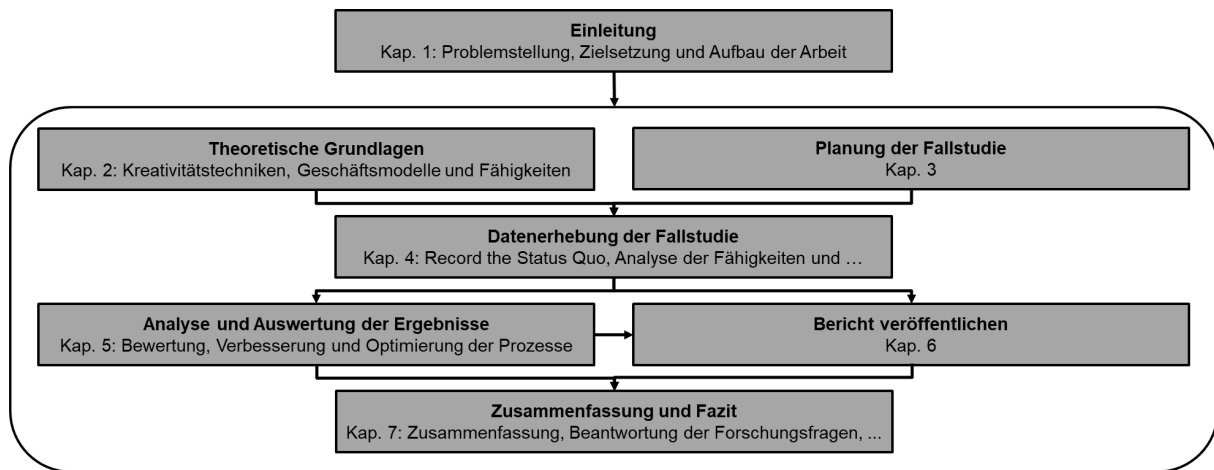 Einleitung
Kap. 1: Problemstellung, Zielsetzung und Aufbau der Arbeit
Theoretische Grundlagen
Kap. 2: Kreativitätstechniken, Geschäftsmodelle und Fähigkeiten
Planung der Fallstudie
Kap. 3
Datenerhebung der Fallstudie
Kap. 4: Record the Status Quo, Analyse der Fähigkeiten und …
Analyse und Auswertung der Ergebnisse
Kap. 5: Bewertung, Verbesserung und Optimierung der Prozesse
Bericht veröffentlichen
Kap. 6
Zusammenfassung und Fazit
Kap. 7: Zusammenfassung, Beantwortung der Forschungsfragen, ...